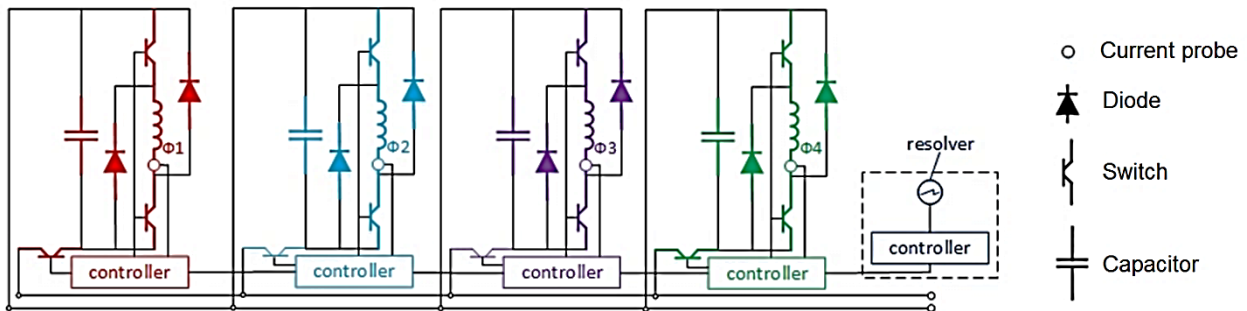 Φ1
Φ2
Φ3
Φ4
resolver
controller
controller
controller
controller
controller
Current probe
Diode
Switch
Capacitor